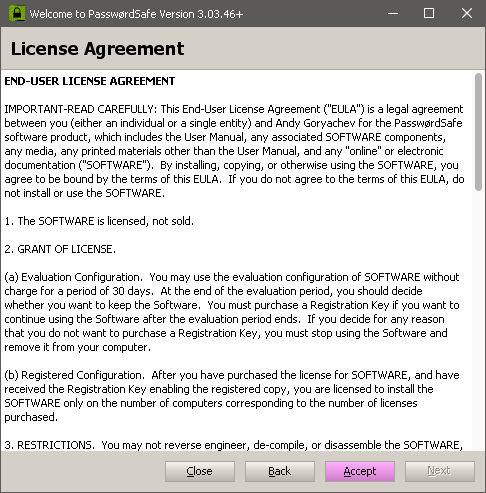 Welcome to PasswørdSafe Version 3.03.46+
License Agreement
END-USER LICENSE AGREEMENT
IMPORTANT-READ CAREFULLY: This End-User License Agreement ("EULA") is a legal agreement
between you (either an individual or a single entity) and Andy Goryachev for the PasswørdSafe
software product, which includes the User Manual, any associated SOFTWARE components,
any media, any printed materials other than the User Manual, and any "online" or electronic
documentation ("SOFTWARE").  By installing, copying, or otherwise using the SOFTWARE, you
agree to be bound by the terms of this EULA.  If you do not agree to the terms of this EULA, do
not install or use the SOFTWARE.
1. The SOFTWARE is licensed, not sold.
2. GRANT OF LICENSE.
(a) Evaluation Configuration.  You may use the evaluation configuration of SOFTWARE without
charge for a period of 30 days.  At the end of the evaluation period, you should decide
whether you want to keep the Software.  You must purchase a Registration Key if you want to
continue using the Software after the evaluation period ends.  If you decide for any reason
that you do not want to purchase a Registration Key, you must stop using the Software and
remove it from your computer.
(b) Registered Configuration.  After you have purchased the license for SOFTWARE, and have
received the Registration Key enabling the registered copy, you are licensed to install the
SOFTWARE only on the number of computers corresponding to the number of licenses
purchased.
3. RESTRICTIONS.  You may not reverse engineer, de-compile, or disassemble the SOFTWARE,
Close
Back
Accept
Next